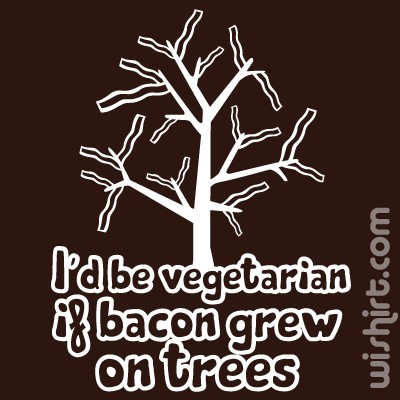 I'd be vegetarian
if bacon grew
on trees
wishirt.com